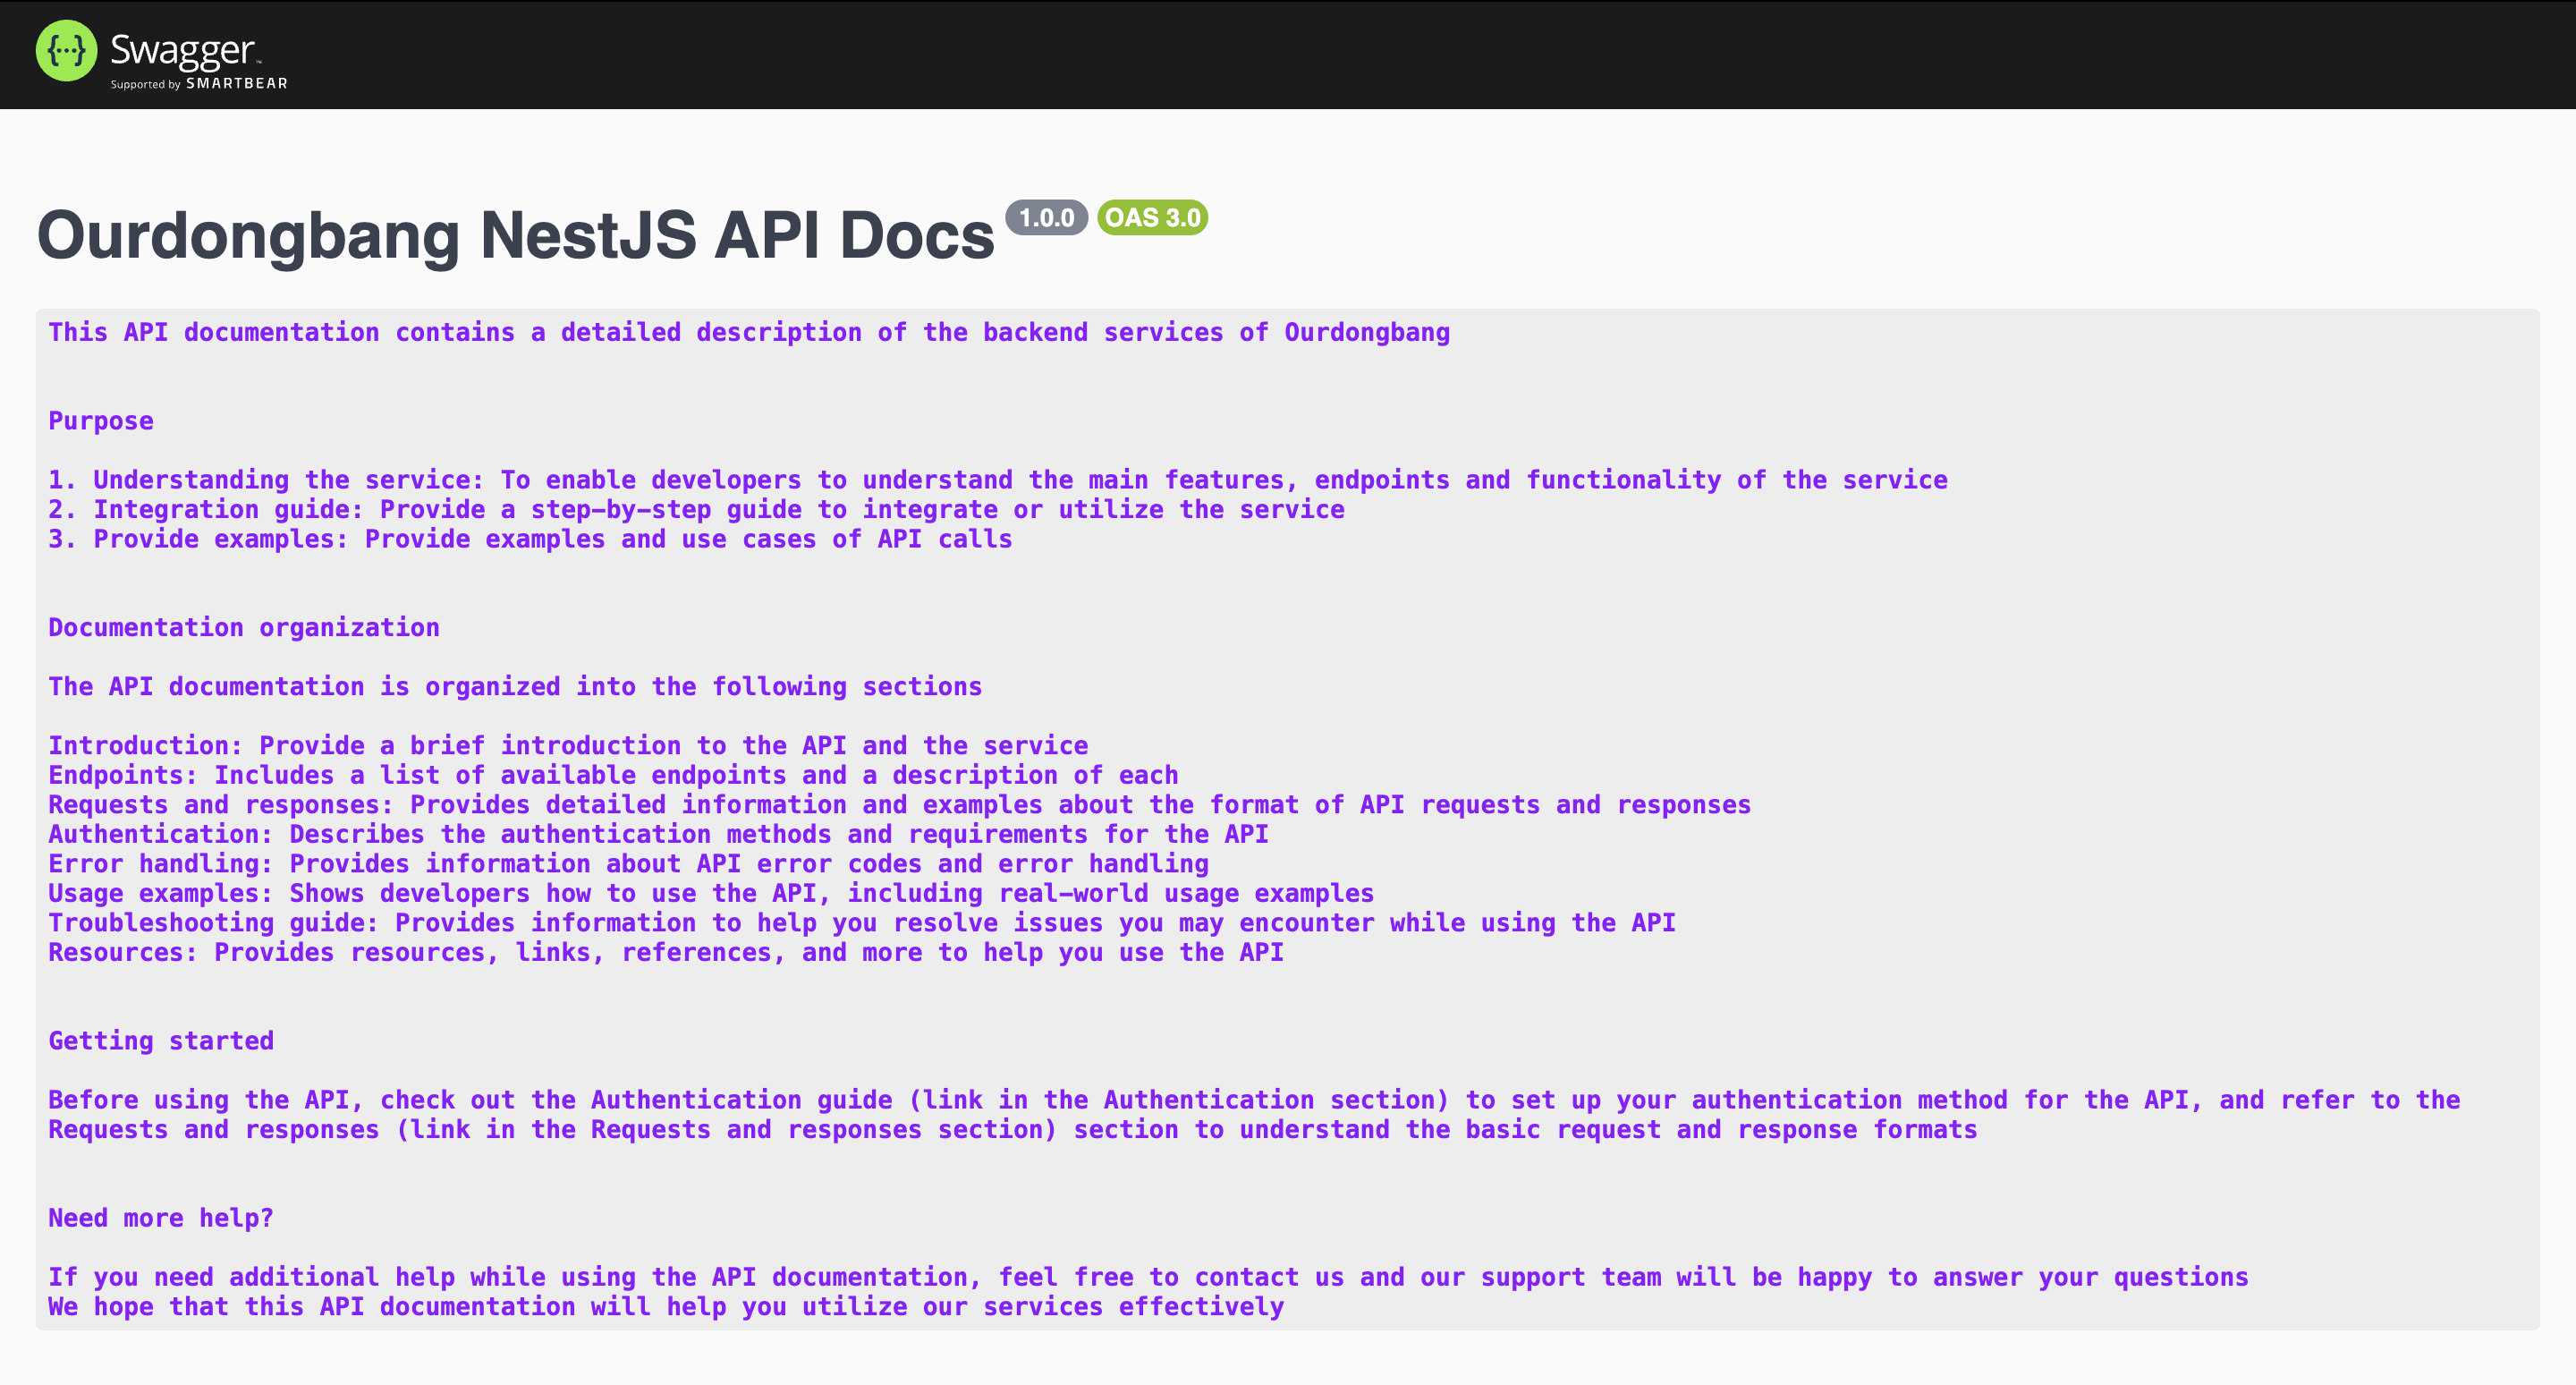 {...} Swagger™
Supported by SMARTBEAR
Ourdongbang NestJS API Docs 1.0.0 OAS 3.0
This API documentation contains a detailed description of the backend services of Ourdongbang
Purpose
1. Understanding the service: To enable developers to understand the main features, endpoints and functionality of the service
2. Integration guide: Provide a step-by-step guide to integrate or utilize the service
3. Provide examples: Provide examples and use cases of API calls
Documentation organization
The API documentation is organized into the following sections
Introduction: Provide a brief introduction to the API and the service
Endpoints: Includes a list of available endpoints and a description of each
Requests and responses: Provides detailed information and examples about the format of API requests and responses
Authentication: Describes the authentication methods and requirements for the API
Error handling: Provides information about API error codes and error handling
Usage examples: Shows developers how to use the API, including real-world usage examples
Troubleshooting guide: Provides information to help you resolve issues you may encounter while using the API
Resources: Provides resources, links, references, and more to help you use the API
Getting started
Before using the API, check out the Authentication guide (link in the Authentication section) to set up your authentication method for the API, and refer to the
Requests and responses (link in the Requests and responses section) section to understand the basic request and response formats
Need more help?
If you need additional help while using the API documentation, feel free to contact us and our support team will be happy to answer your questions
We hope that this API documentation will help you utilize our services effectively